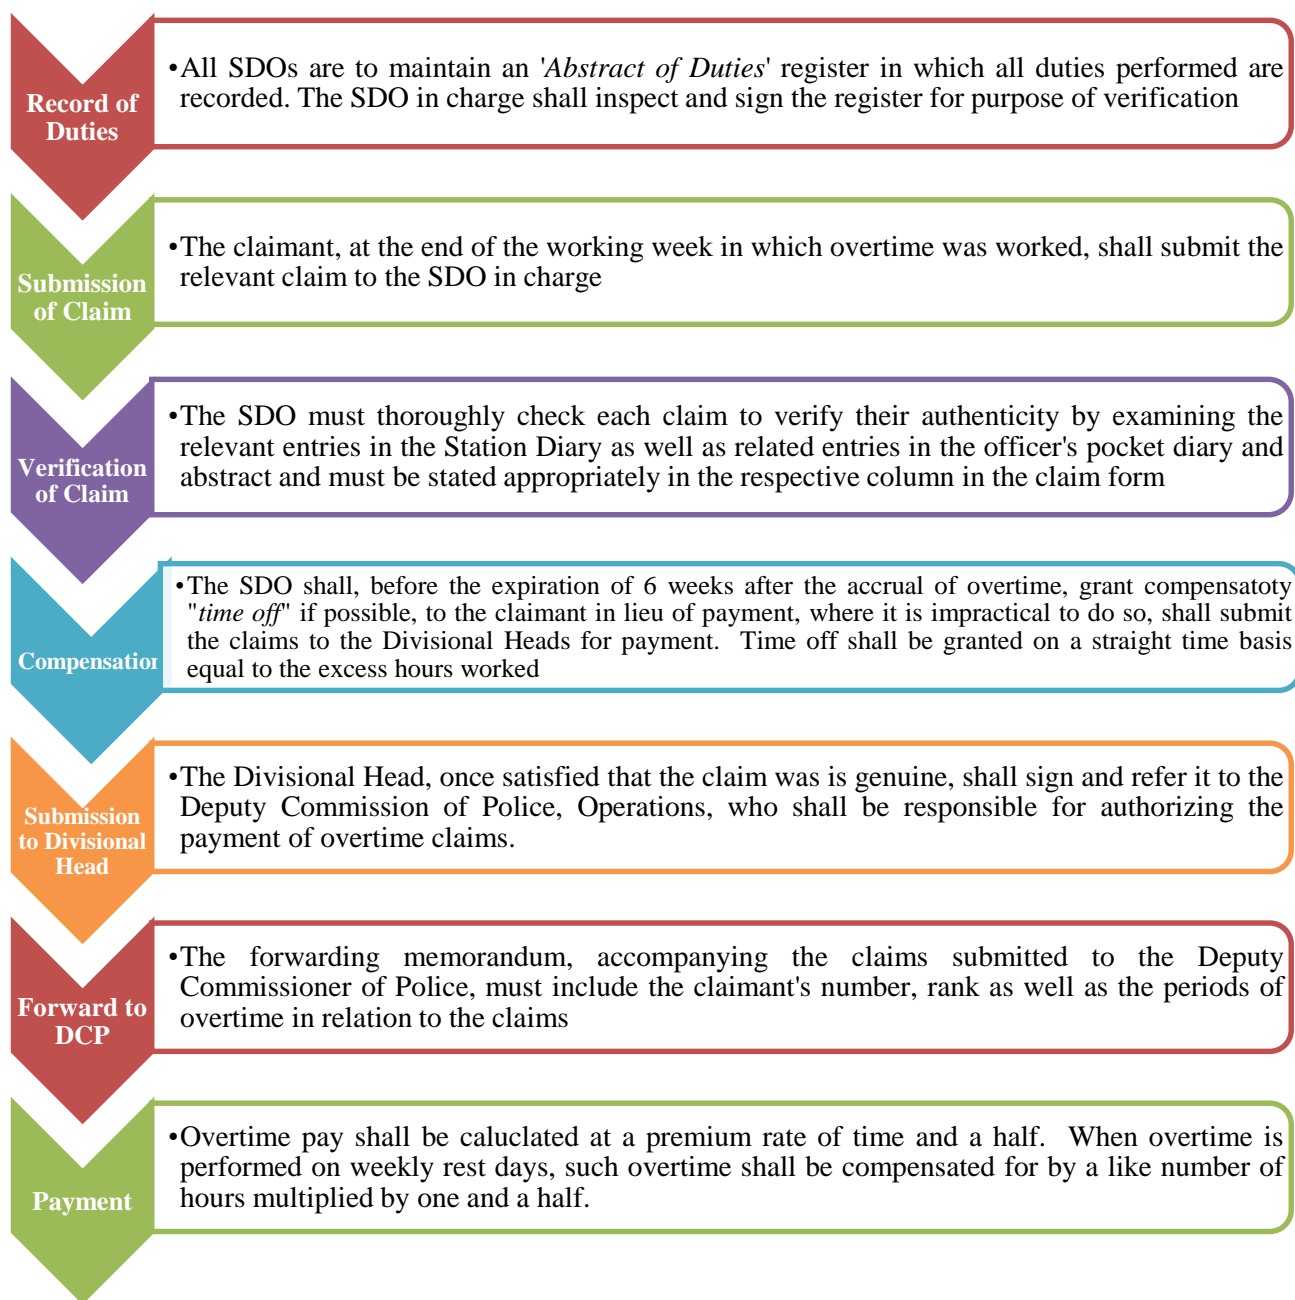 Record of
Duties
•All SDOs are to maintain an 'Abstract of Duties' register in which all duties performed are
recorded. The SDO in charge shall inspect and sign the register for purpose of verification
Submission
of Claim
•The claimant, at the end of the working week in which overtime was worked, shall submit the
relevant claim to the SDO in charge
Verification
of Claim
•The SDO must thoroughly check each claim to verify their authenticity by examining the
relevant entries in the Station Diary as well as related entries in the officer's pocket diary and
abstract and must be stated appropriately in the respective column in the claim form
Compensation
•The SDO shall, before the expiration of 6 weeks after the accrual of overtime, grant compensatoty
"time off" if possible, to the claimant in lieu of payment, where it is impractical to do so, shall submit
the claims to the Divisional Heads for payment. Time off shall be granted on a straight time basis
equal to the excess hours worked
Submission
to Divisional
Head
•The Divisional Head, once satisfied that the claim was is genuine, shall sign and refer it to the
Deputy Commission of Police, Operations, who shall be responsible for authorizing the
payment of overtime claims.
Forward to
DCP
•The forwarding memorandum, accompanying the claims submitted to the Deputy
Commissioner of Police, must include the claimant's number, rank as well as the periods of
overtime in relation to the claims
Payment
•Overtime pay shall be caluclated at a premium rate of time and a half. When overtime is
performed on weekly rest days, such overtime shall be compensated for by a like number of
hours multiplied by one and a half.